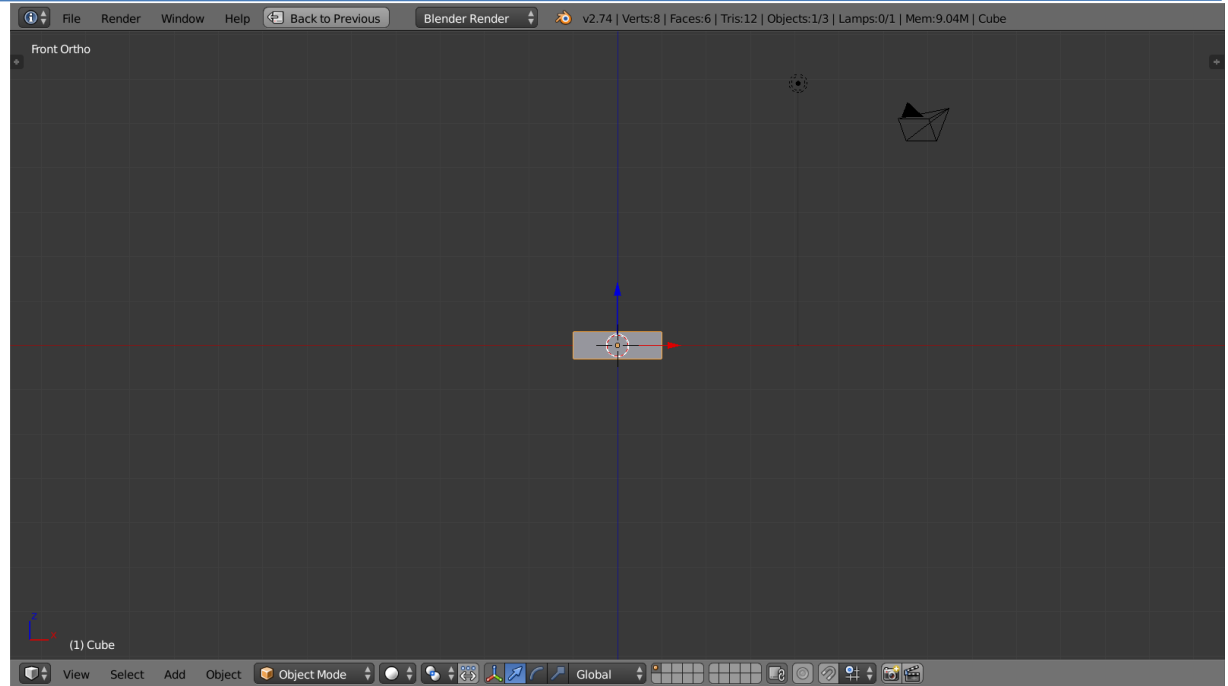 File Render Window Help Back to Previous Blender Render v2.74 | Verts:8 | Faces:6 | Tris:12 | Objects:1/3 | Lamps:0/1 | Mem:9.04M | Cube
Front Ortho
z
x
(1) Cube
View Select Add Object Object Mode Global